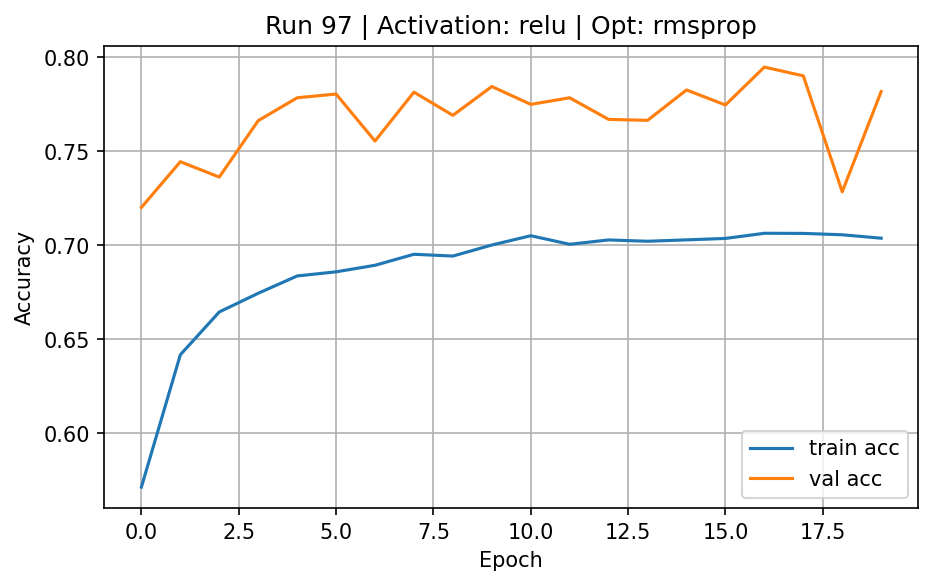 Run 97 | Activation: relu | Opt: rmsprop
0.80
0.75
0.70
0.65
0.60
Accuracy
train acc
val acc
0.0 2.5 5.0 7.5 10.0 12.5 15.0 17.5
Epoch